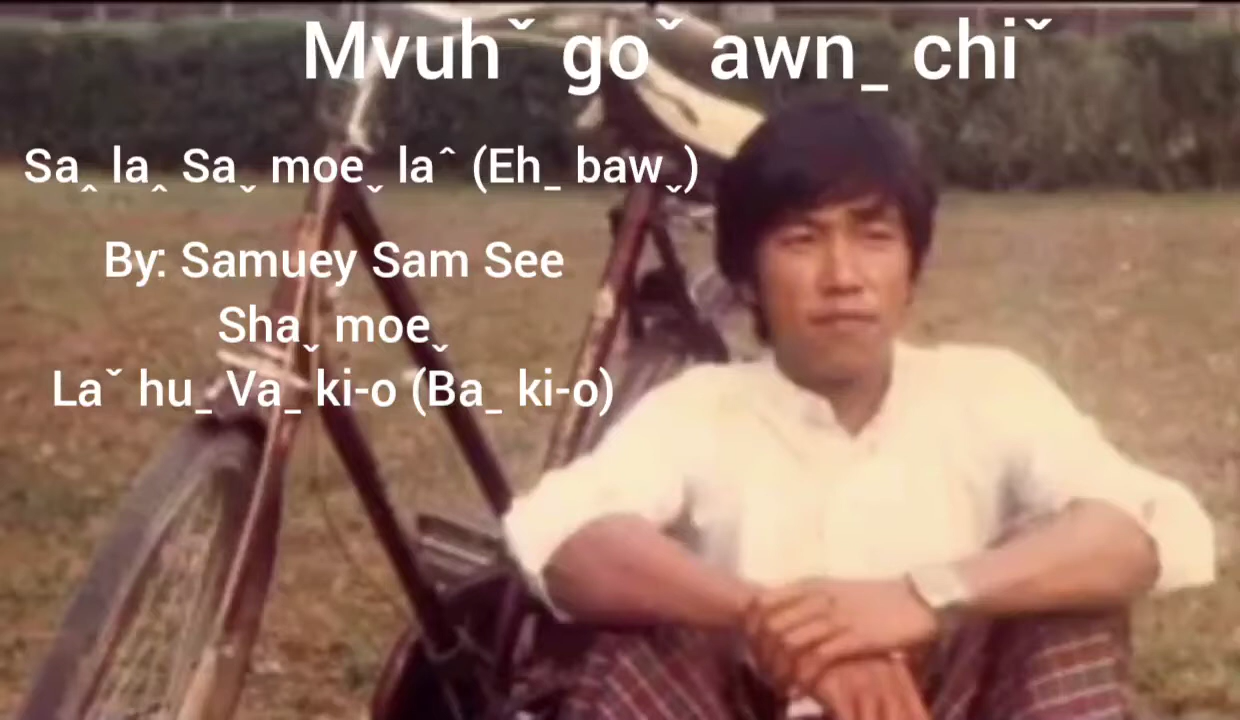 Mvuhˇ goˇ awn_ chiˇ
Sa‸ la‸ Saˬ moeˬ laˆ (Eh_ bawˬ)
By: Samuey Sam See
Shaˬ moeˬ
Laˇ hu_ Va_ ki-o (Ba_ ki-o)